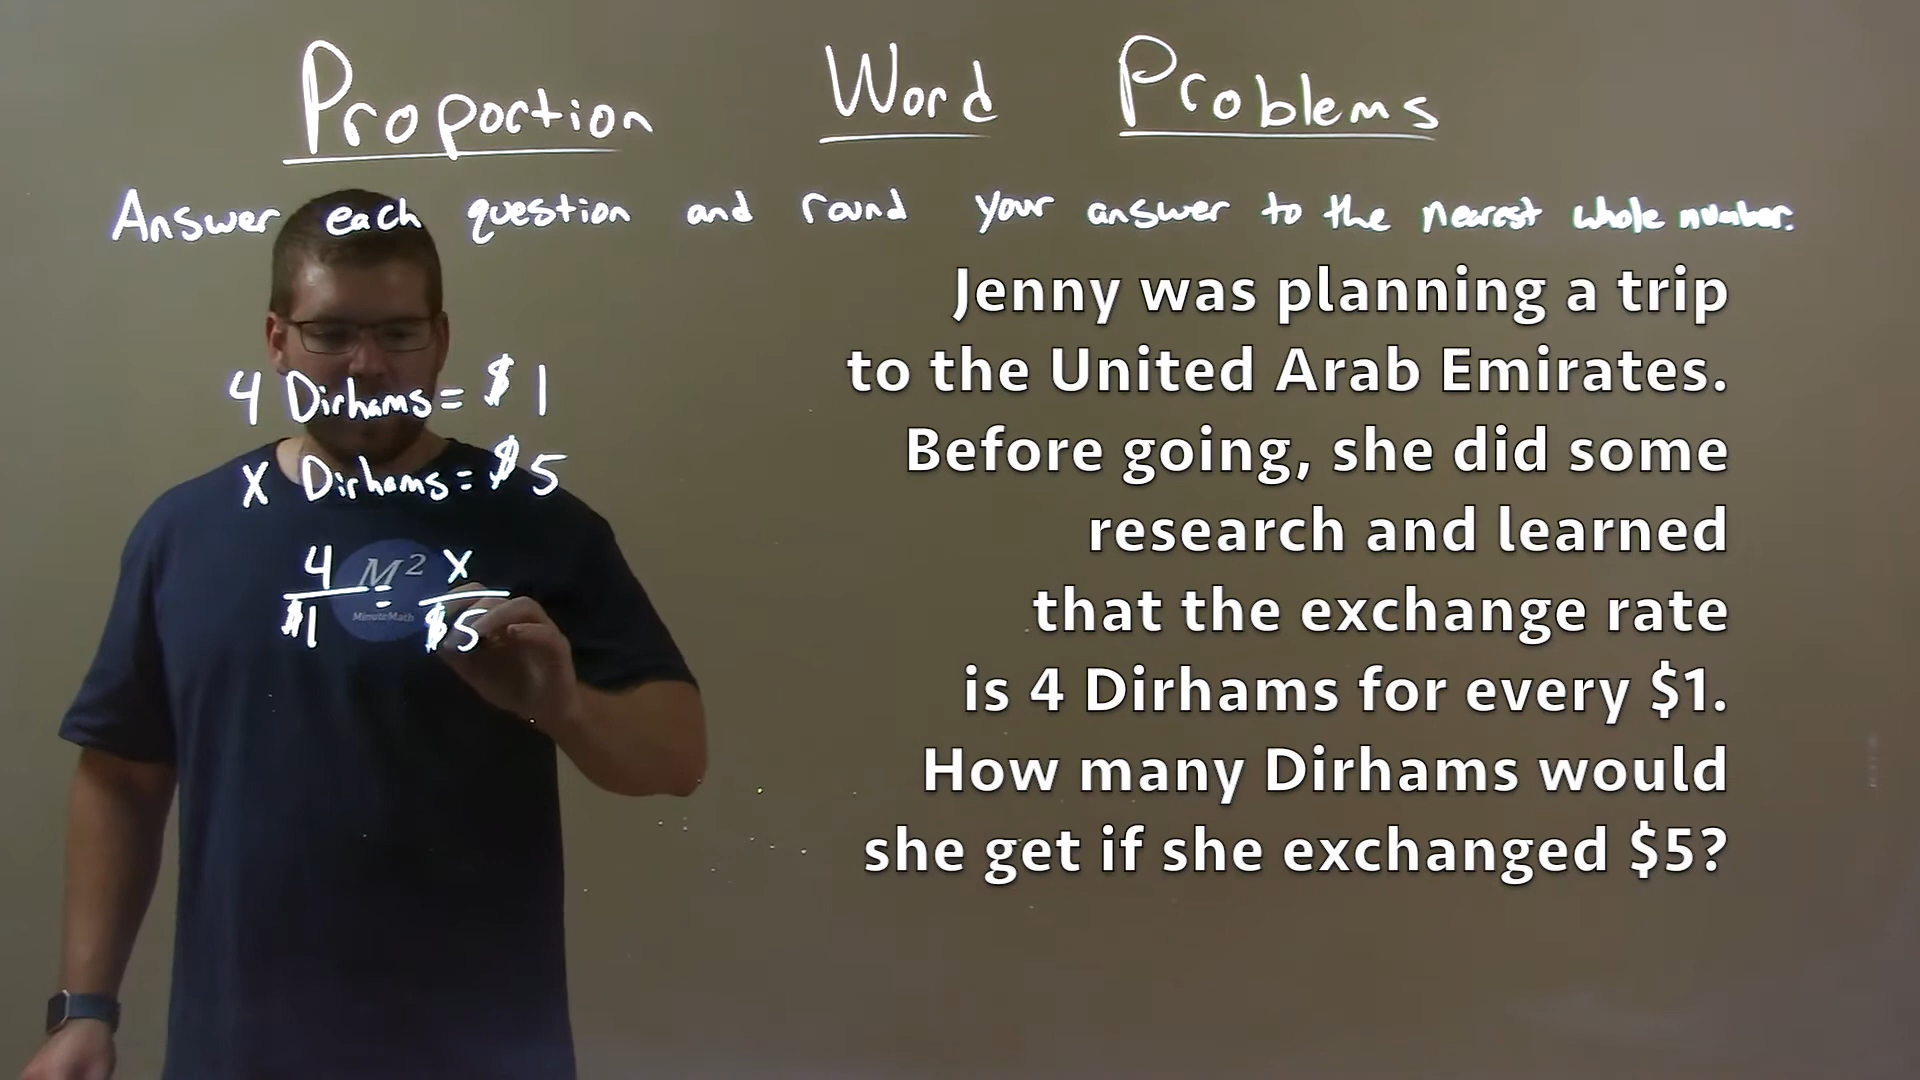 Proportion Word Problems
Answer each question and round your answer to the nearest whole number.
Jenny was planning a trip
to the United Arab Emirates.
Before going, she did some
research and learned
that the exchange rate
is 4 Dirhams for every $1.
How many Dirhams would
she get if she exchanged $5?
4 Dirhams = $1
x Dirhams = $5
4 = x
$1 $5
M²
MinuteMath